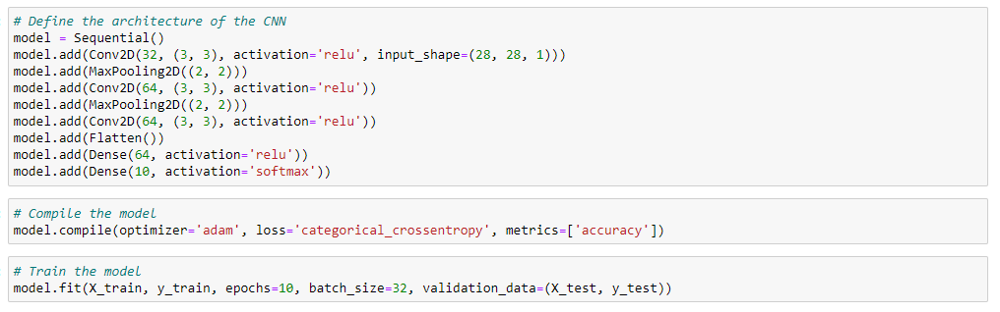 # Define the architecture of the CNN
model = Sequential()
model.add(Conv2D(32, (3, 3), activation='relu', input_shape=(28, 28, 1)))
model.add(MaxPooling2D((2, 2)))
model.add(Conv2D(64, (3, 3), activation='relu'))
model.add(MaxPooling2D((2, 2)))
model.add(Conv2D(64, (3, 3), activation='relu'))
model.add(Flatten())
model.add(Dense(64, activation='relu'))
model.add(Dense(10, activation='softmax'))
# Compile the model
model.compile(optimizer='adam', loss='categorical_crossentropy', metrics=['accuracy'])
# Train the model
model.fit(X_train, y_train, epochs=10, batch_size=32, validation_data=(X_test, y_test))